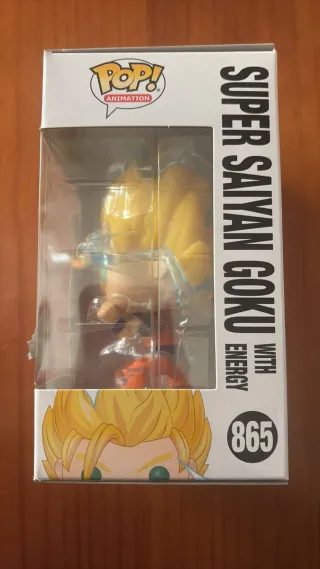 POP!
ANIMATION
SUPER SAIYAN GOKU
WITH
ENERGY
865